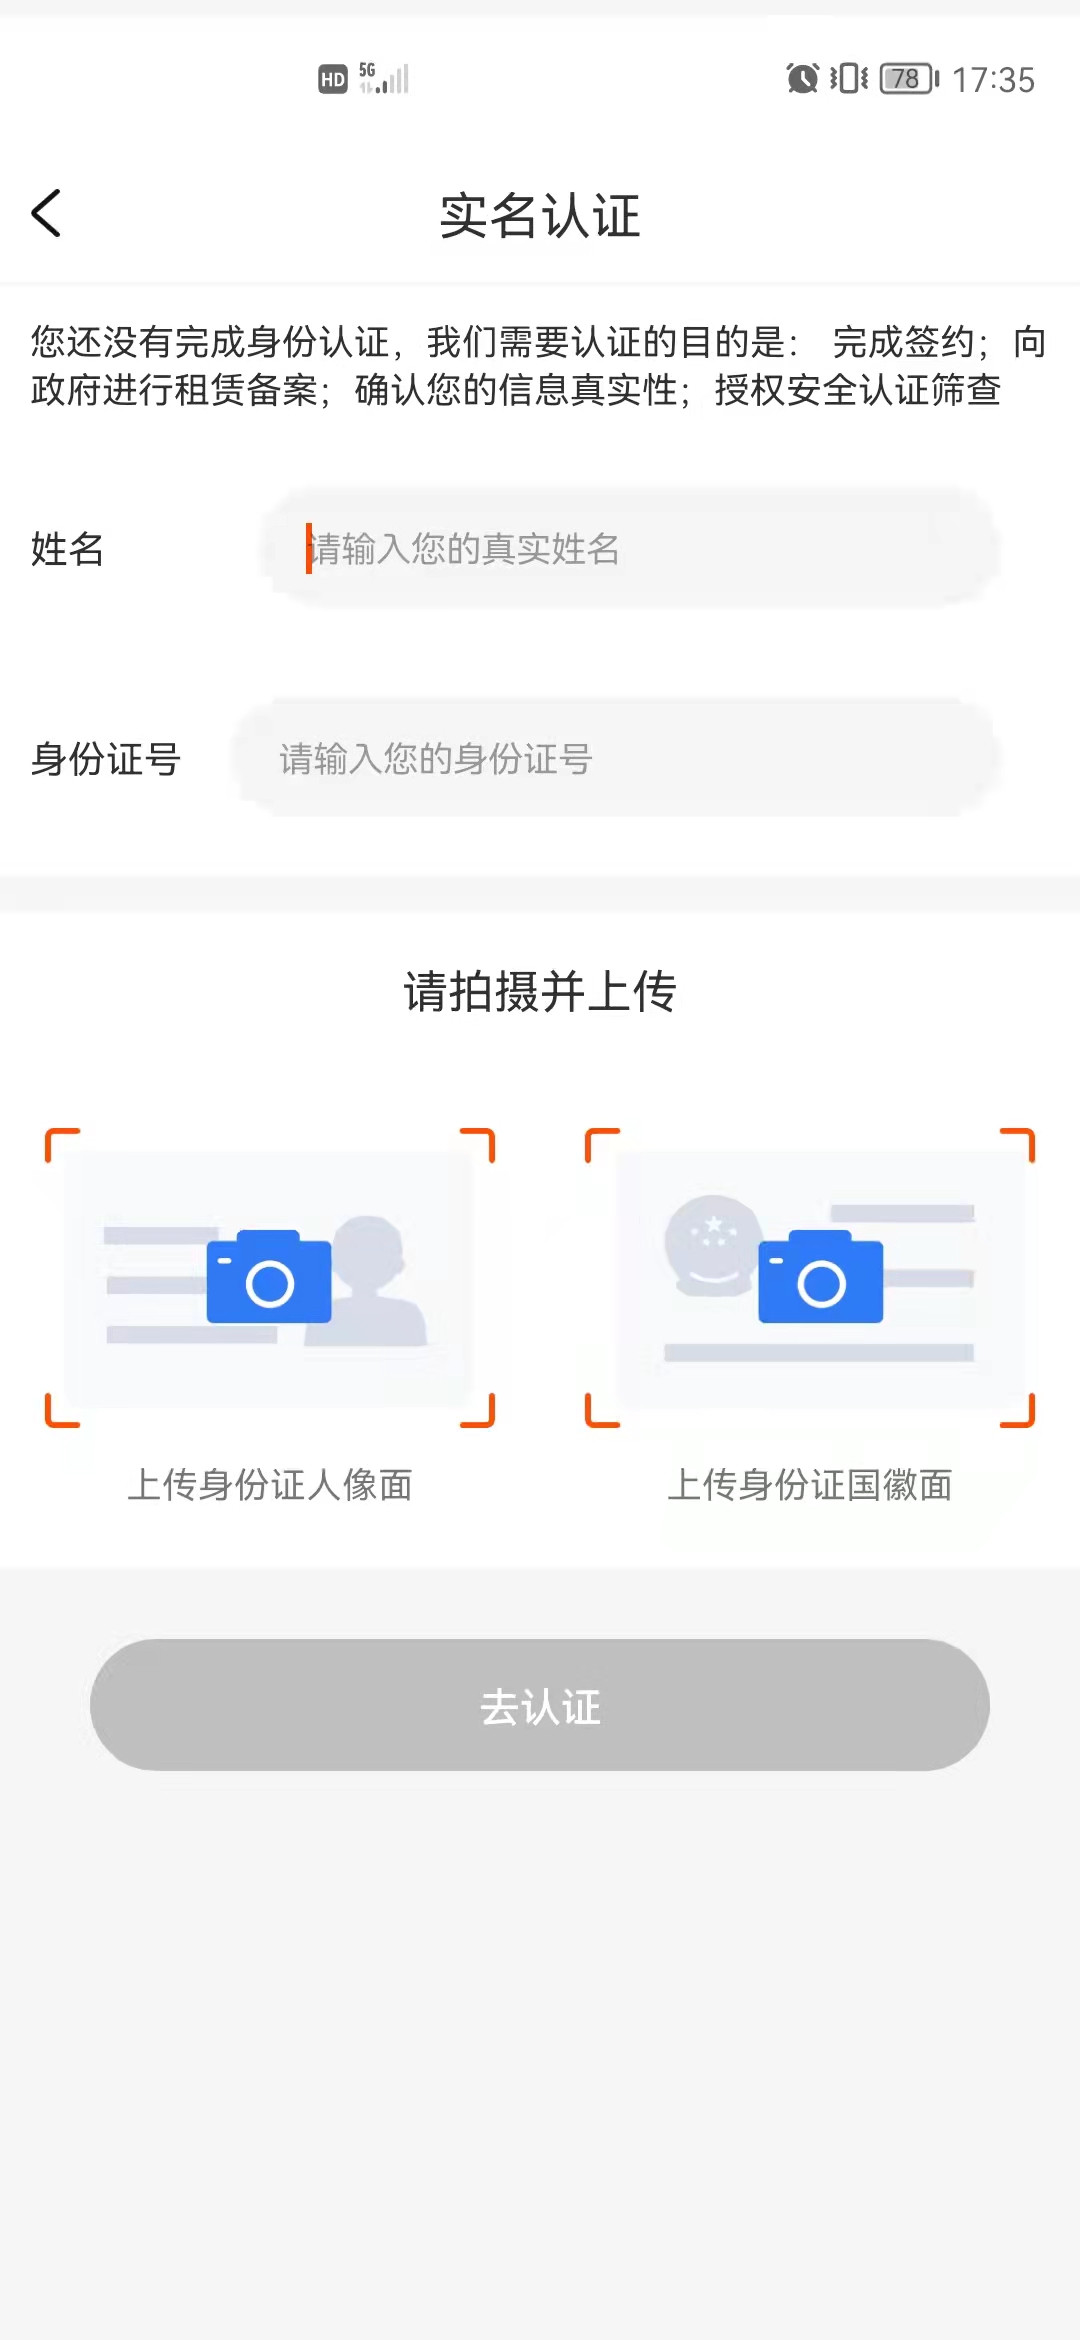 HD 5G 78 17:35
实名认证
您还没有完成身份认证，我们需要认证的目的是： 完成签约；向
政府进行租赁备案；确认您的信息真实性；授权安全认证筛查
姓名 请输入您的真实姓名
身份证号 请输入您的身份证号
请拍摄并上传
上传身份证人像面 上传身份证国徽面
去认证